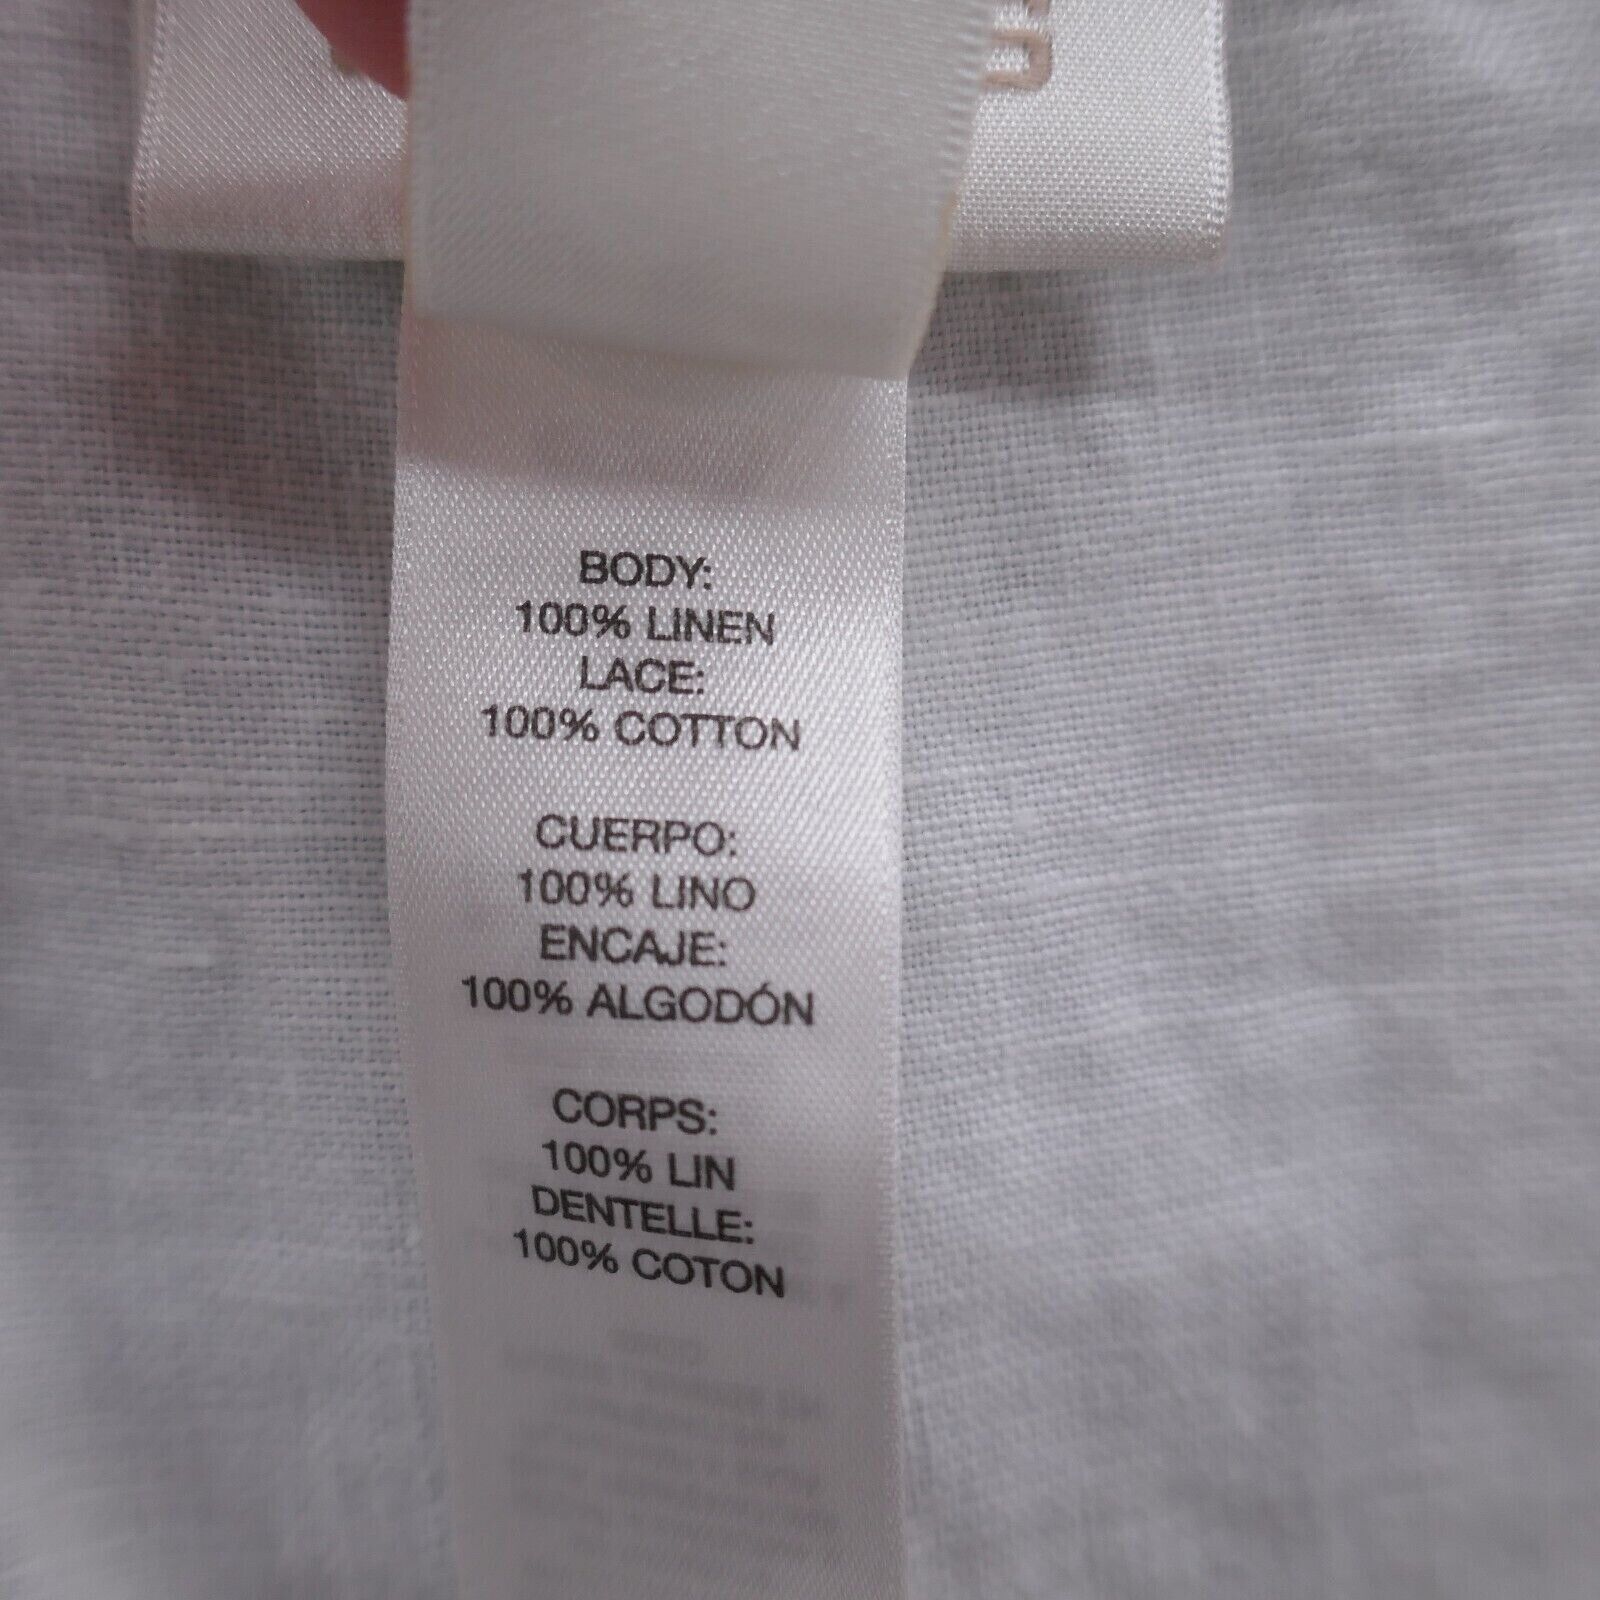 BODY:
100% LINEN
LACE:
100% COTTON
CUERPO:
100% LINO
ENCAJE:
100% ALGODÓN
CORPS:
100% LIN
DENTELLE:
100% COTON